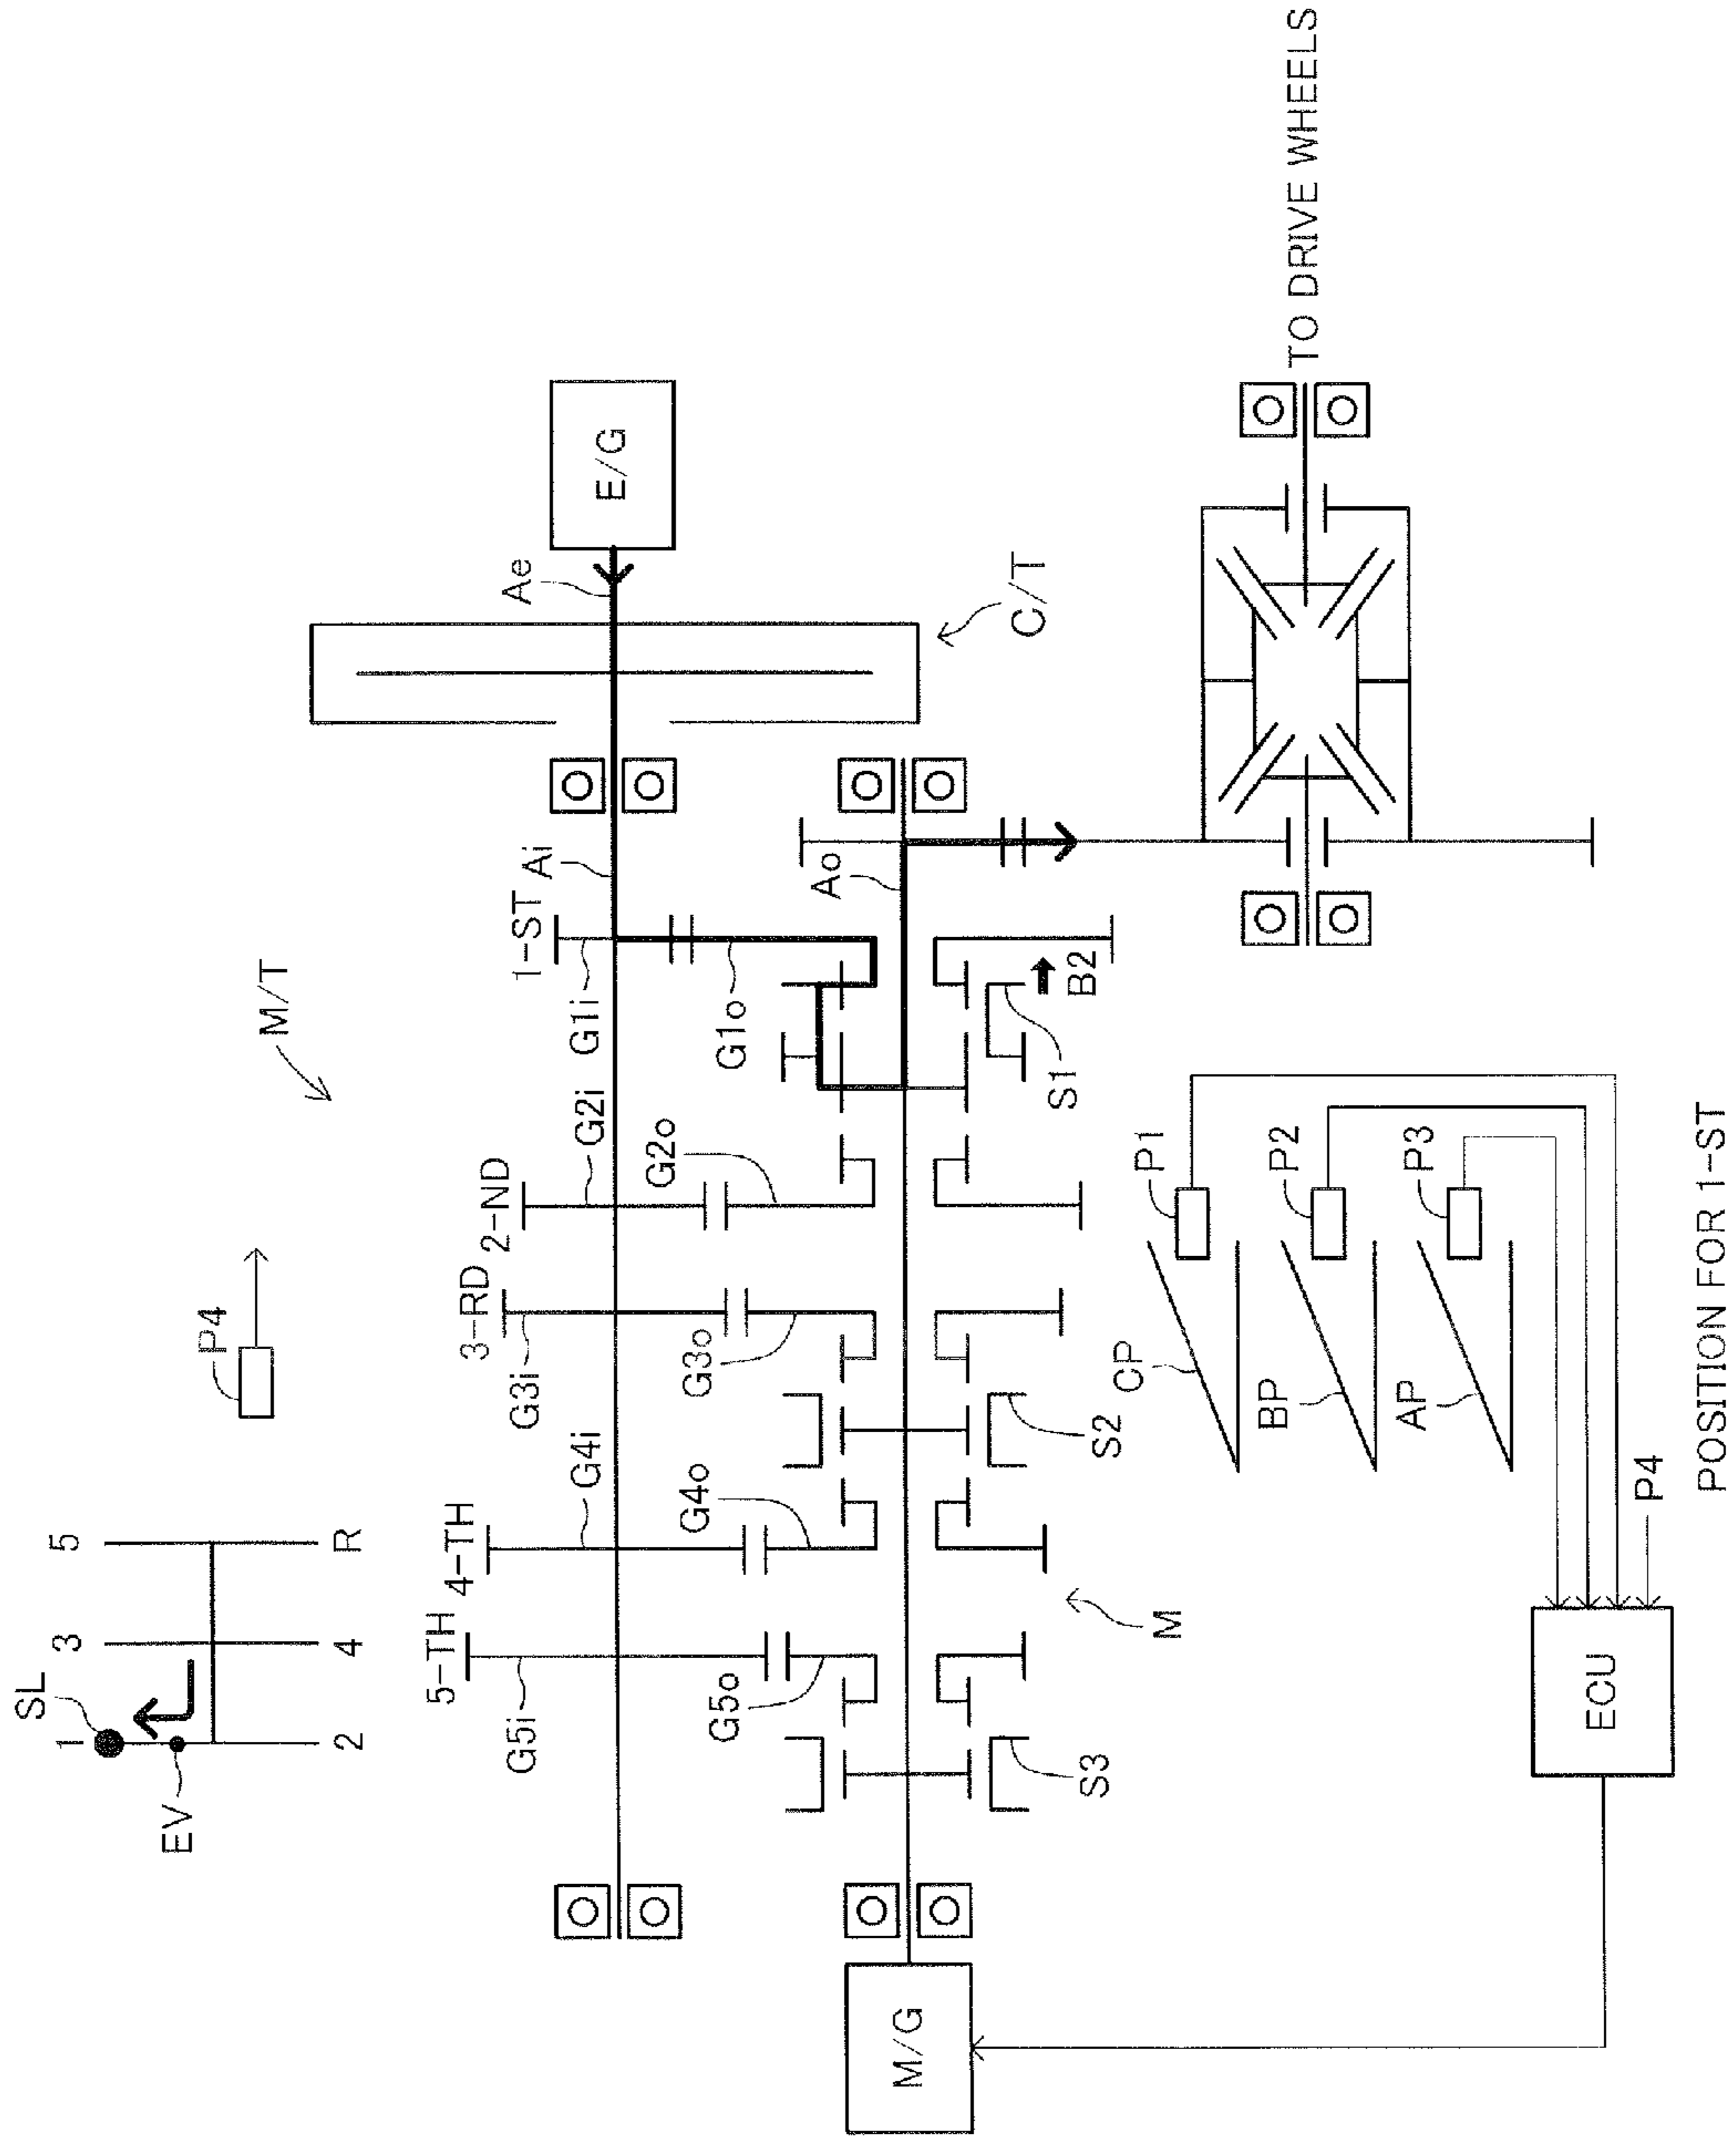 M/T
1
3
5
SL
EV
2
4
R
P4
5-TH
4-TH
3-RD
2-ND
1-ST
G5i
G4i
G3i
G2i
G1i
Ai
Ae
E/G
C/T
G5o
G4o
G3o
G2o
G1o
Ao
M/G
S3
M
S2
S1
B2
TO DRIVE WHEELS
CP
P1
BP
P2
AP
P3
ECU
P4
POSITION FOR 1-ST